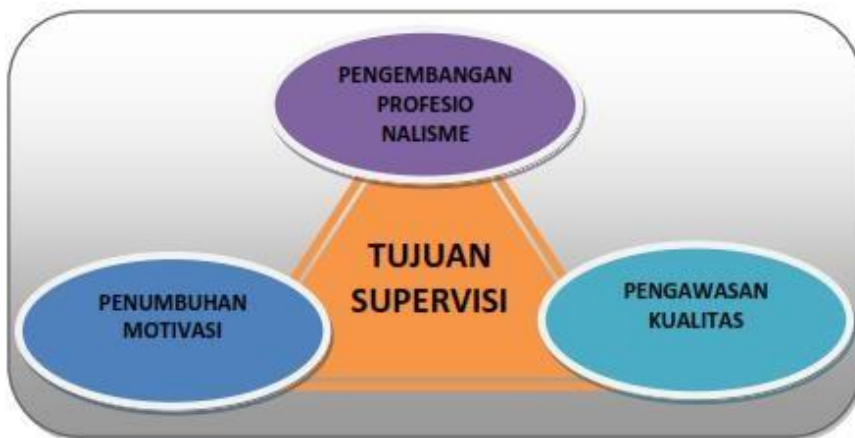 PENGEMBANGAN
PROFESIO
NALISME
TUJUAN
SUPERVISI
PENUMBUHAN
MOTIVASI
PENGAWASAN
KUALITAS